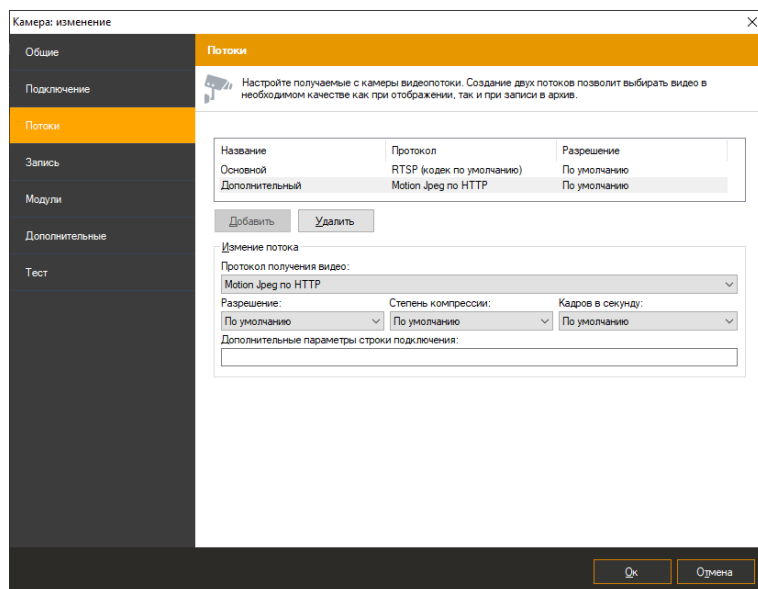 Камера: изменение
Общие
Подключение
Потоки
Запись
Модули
Дополнительные
Тест
Потоки
Настройте получаемые с камеры видеопотоки. Создание двух потоков позволит выбирать видео в
необходимом качестве как при отображении, так и при записи в архив.
Название Протокол Разрешение
Основной RTSP (кодек по умолчанию) По умолчанию
Дополнительный Motion Jpeg по HTTP По умолчанию
Добавить Удалить
Измение потока
Протокол получения видео:
Motion Jpeg по HTTP
Разрешение: Степень компрессии: Кадров в секунду:
По умолчанию По умолчанию По умолчанию
Дополнительные параметры строки подключения:
Ок Отмена